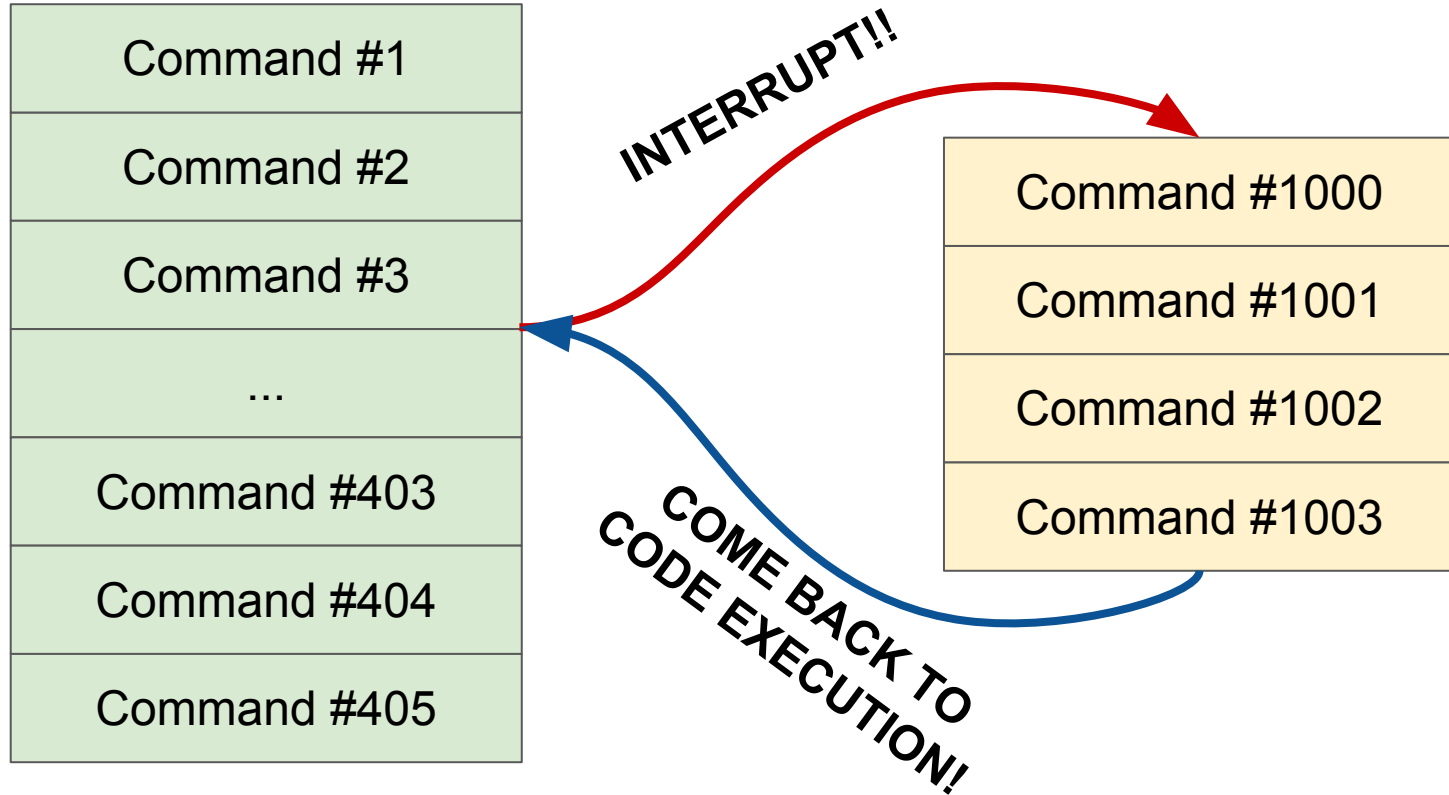 Command #1
Command #2
Command #3
...
Command #403
Command #404
Command #405
INTERRUPT!!
COME BACK TO
CODE EXECUTION!
Command #1000
Command #1001
Command #1002
Command #1003